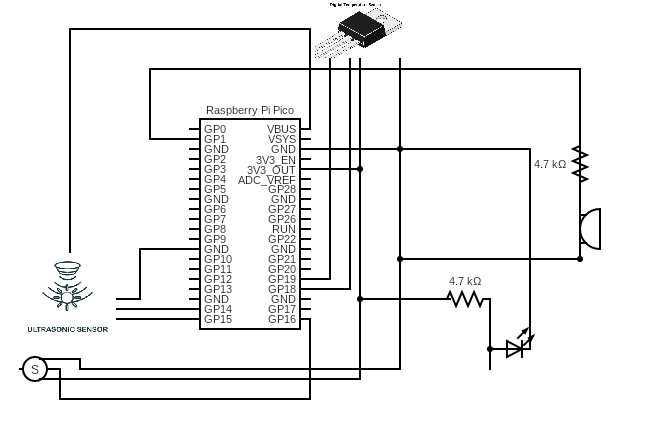 Digital Temperature Sensor
Raspberry Pi Pico
GP0 VBUS
GP1 VSYS
GND GND
GP2 3V3_EN
GP3 3V3_OUT
GP4 ADC_VREF
GP5 GP28
GND GND
GP6 GP27
GP7 GP26
GP8 RUN
GP9 GP22
GND GND
GP10 GP21
GP11 GP20
GP12 GP19
GP13 GP18
GND GND
GP14 GP17
GP15 GP16
4.7 kΩ
4.7 kΩ
ULTRASONIC SENSOR
S